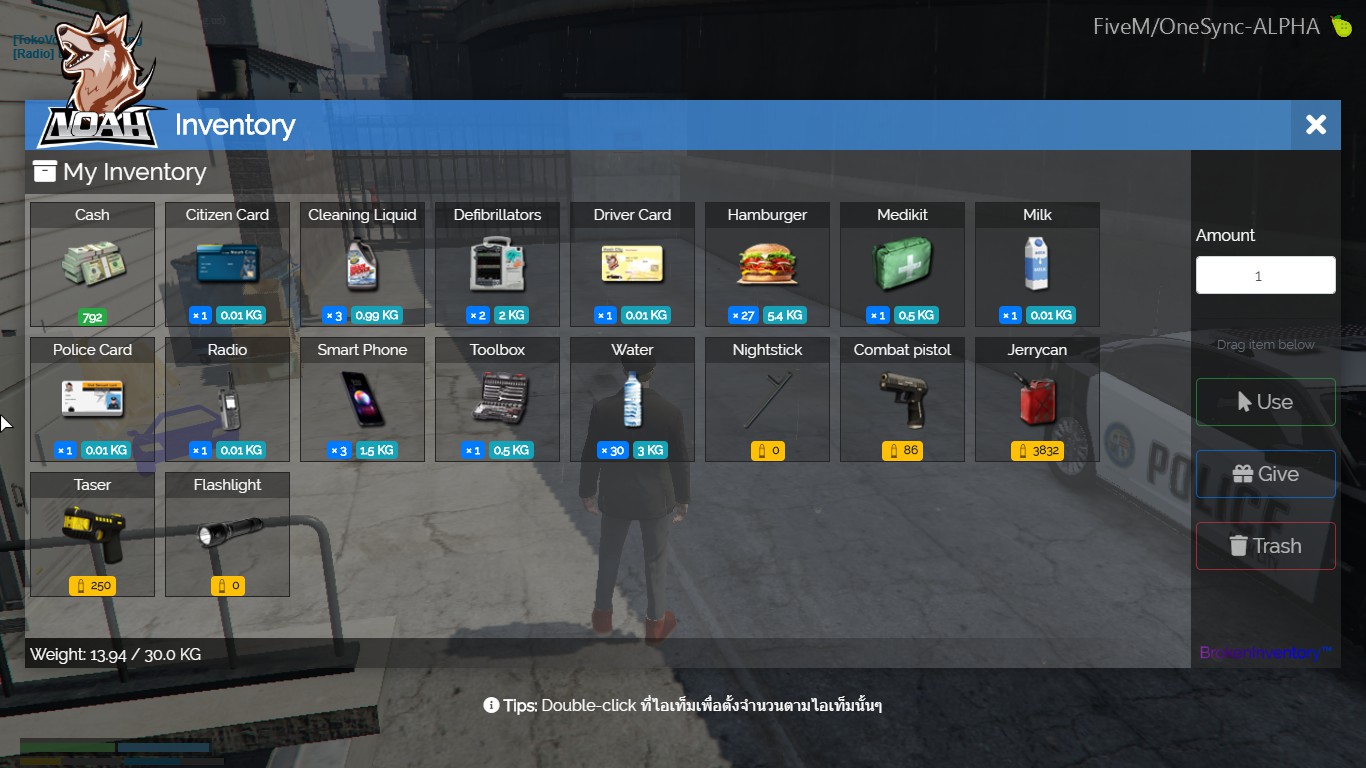 FiveM/OneSync-ALPHA
[Radio]
NOAH
Inventory
My Inventory
Cash
Citizen Card
Cleaning Liquid
Defibrillators
Driver Card
Hamburger
Medikit
Milk
792
× 1 0.01 KG
× 3 0.99 KG
× 2 2 KG
× 1 0.01 KG
× 27 5.4 KG
× 1 0.5 KG
× 1 0.01 KG
Amount
1
Police Card
Radio
Smart Phone
Toolbox
Water
Nightstick
Combat pistol
Jerrycan
Drag item below
× 1 0.01 KG
× 1 0.01 KG
× 3 1.5 KG
× 1 0.5 KG
× 30 3 KG
0
86
3832
Use
Give
Trash
POLICE
Taser
Flashlight
250
0
Weight: 13.94 / 30.0 KG
BrokenInventory™
Tips: Double-click ที่ไอเท็มเพื่อตั้งจำนวนตามไอเท็มนั้นๆ